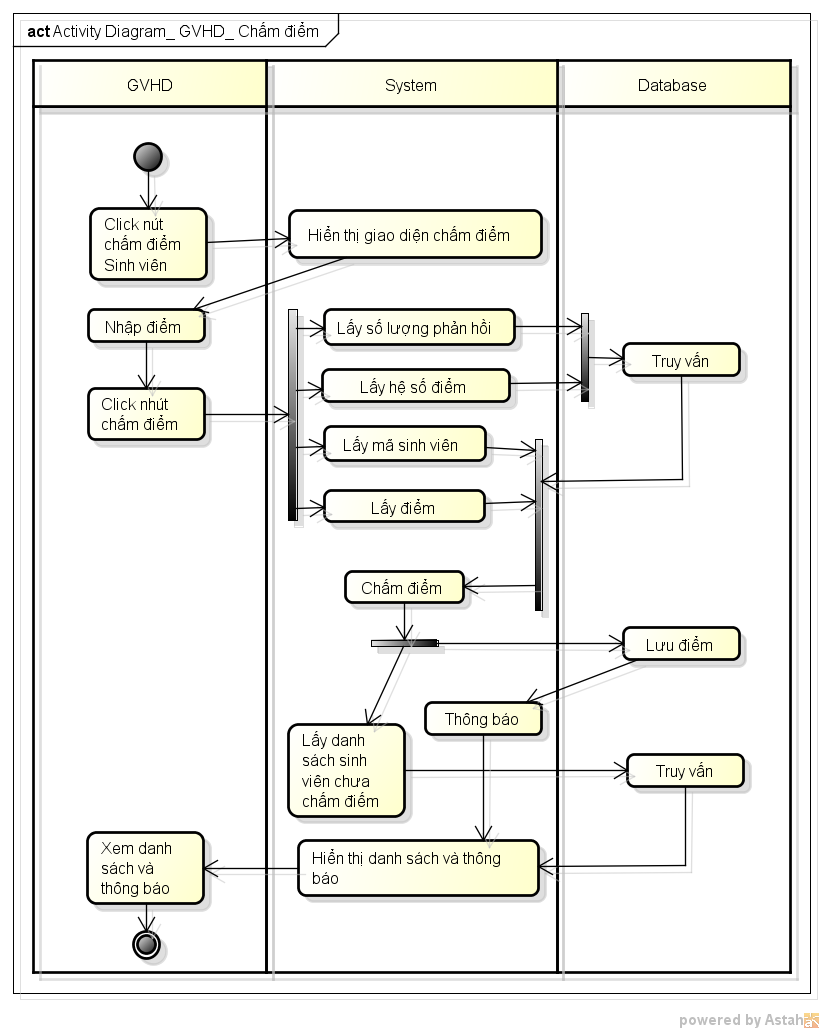 act Activity Diagram_ GVHD_ Chấm điểm
GVHD
System
Database
Click nút
chấm điểm
Sinh viên
Hiển thị giao diện chấm điểm
Nhập điểm
Lấy số lượng phản hồi
Truy vấn
Lấy hệ số điểm
Click nhút
chấm điểm
Lấy mã sinh viên
Lấy điểm
Chấm điểm
Lưu điểm
Thông báo
Lấy danh
sách sinh
viên chưa
chấm điếm
Truy vấn
Xem danh
sách và
thông báo
Hiển thị danh sách và thông
báo
powered by Astah